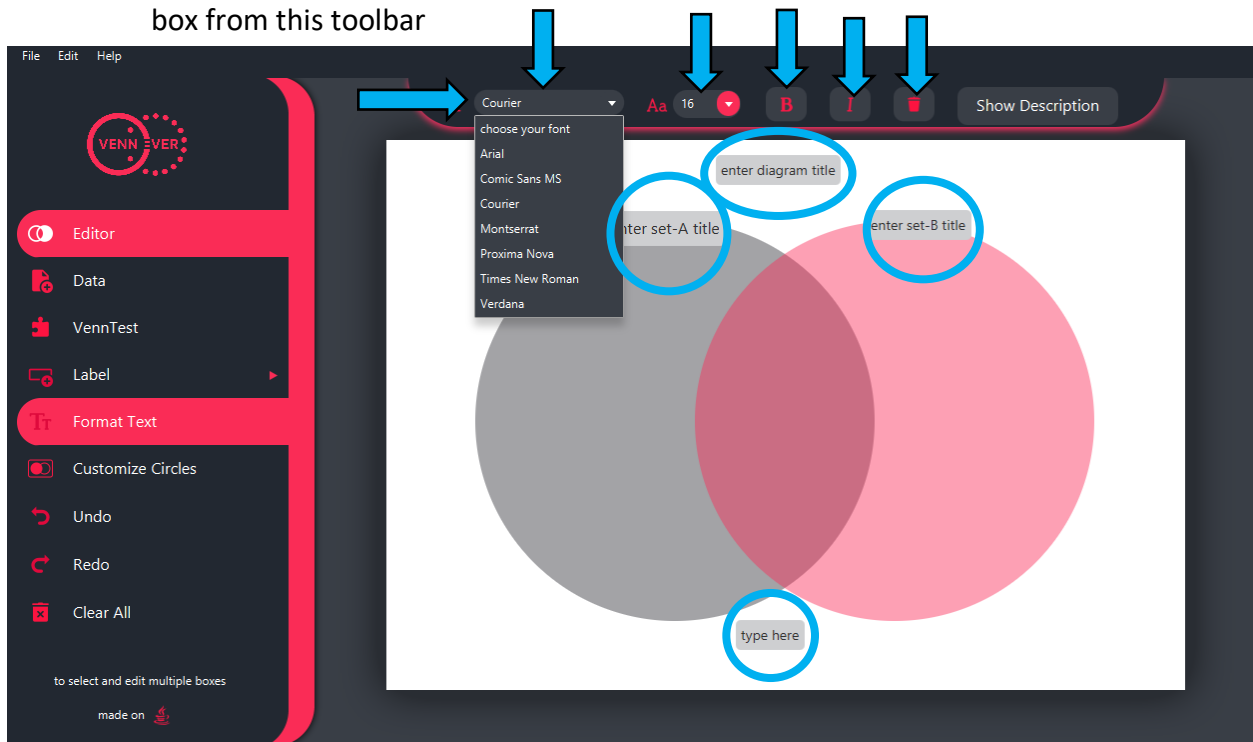 box from this toolbar
File Edit Help
VENN EVER
Editor
Data
VennTest
Label
Format Text
Customize Circles
Undo
Redo
Clear All
to select and edit multiple boxes
made on
Courier
Aa 16 B I Show Description
choose your font
Arial
Comic Sans MS
Courier
Montserrat
Proxima Nova
Times New Roman
Verdana
enter diagram title
nter set-A title
enter set-B title
type here